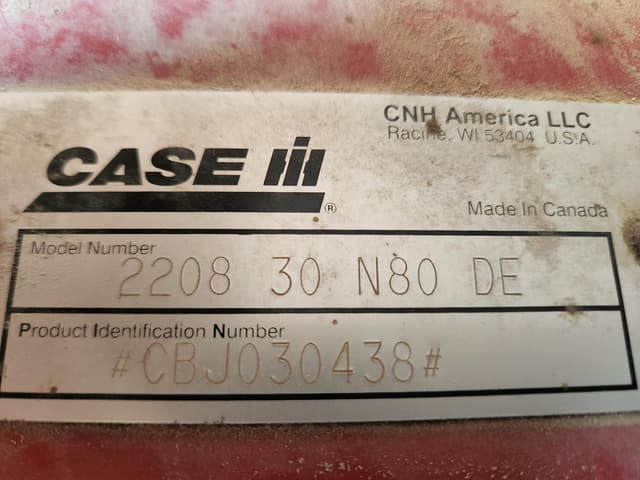 CNH America LLC
Racine, WI 53404 U.S.A.
CASE IH
®
Made In Canada
Model Number
2208 30 N80 DE
Product Identification Number
#CBJ030438#